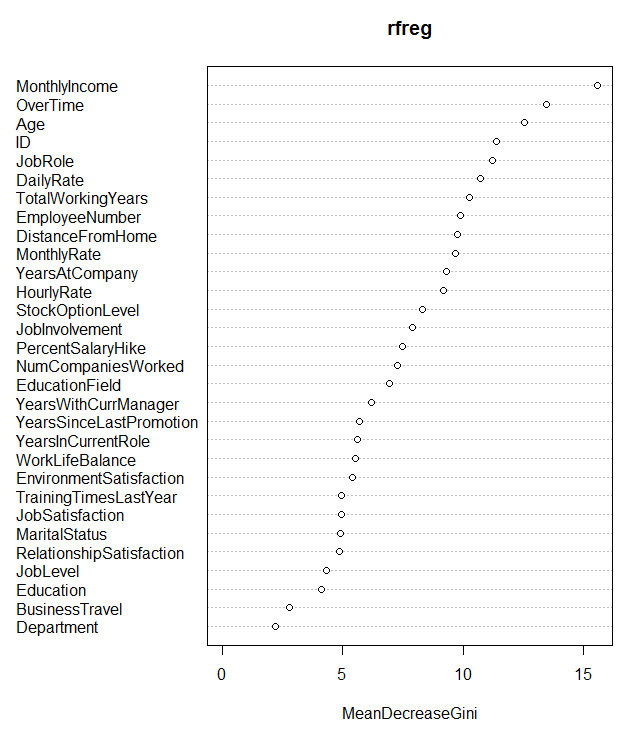 rfreg
MonthlyIncome
OverTime
Age
ID
JobRole
DailyRate
TotalWorkingYears
EmployeeNumber
DistanceFromHome
MonthlyRate
YearsAtCompany
HourlyRate
StockOptionLevel
JobInvolvement
PercentSalaryHike
NumCompaniesWorked
EducationField
YearsWithCurrManager
YearsSinceLastPromotion
YearsInCurrentRole
WorkLifeBalance
EnvironmentSatisfaction
TrainingTimesLastYear
JobSatisfaction
MaritalStatus
RelationshipSatisfaction
JobLevel
Education
BusinessTravel
Department
0 5 10 15
MeanDecreaseGini